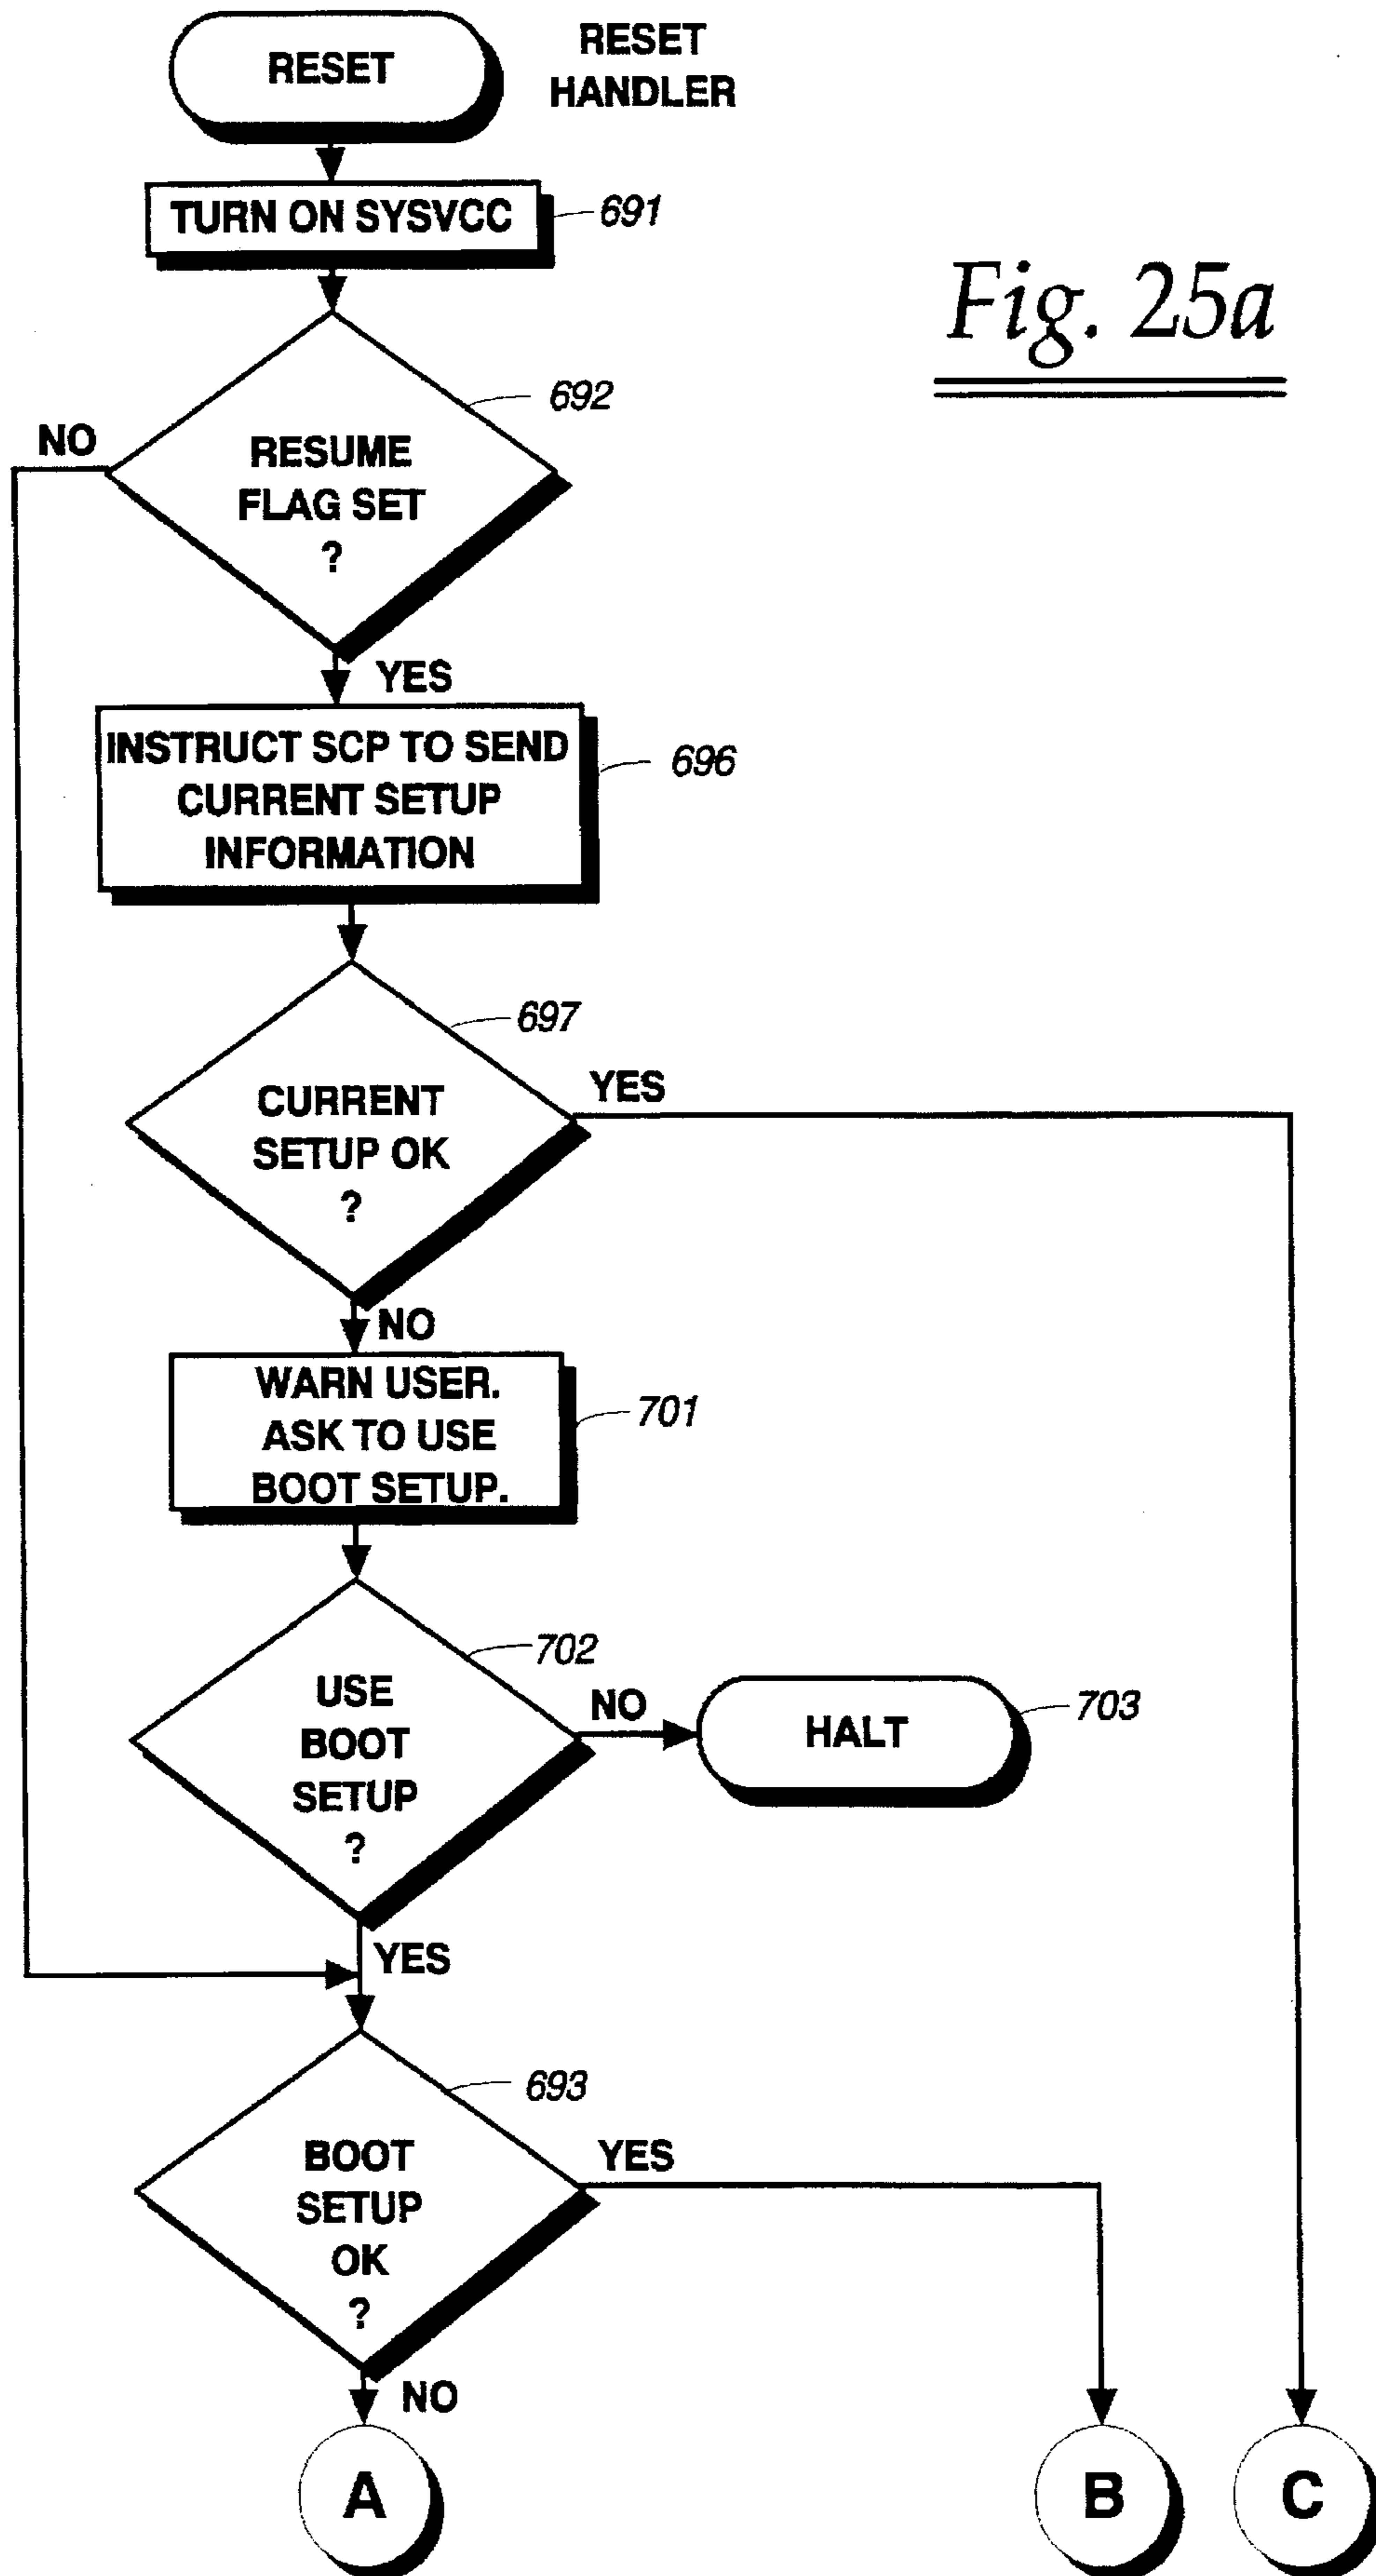 RESET
RESET
HANDLER
TURN ON SYSVCC
691
Fig. 25a
692
NO
RESUME
FLAG SET
?
YES
INSTRUCT SCP TO SEND
CURRENT SETUP
INFORMATION
696
697
CURRENT
SETUP OK
?
YES
NO
WARN USER.
ASK TO USE
BOOT SETUP.
701
702
USE
BOOT
SETUP
?
NO
HALT
703
YES
693
BOOT
SETUP
OK
?
YES
NO
A
B
C